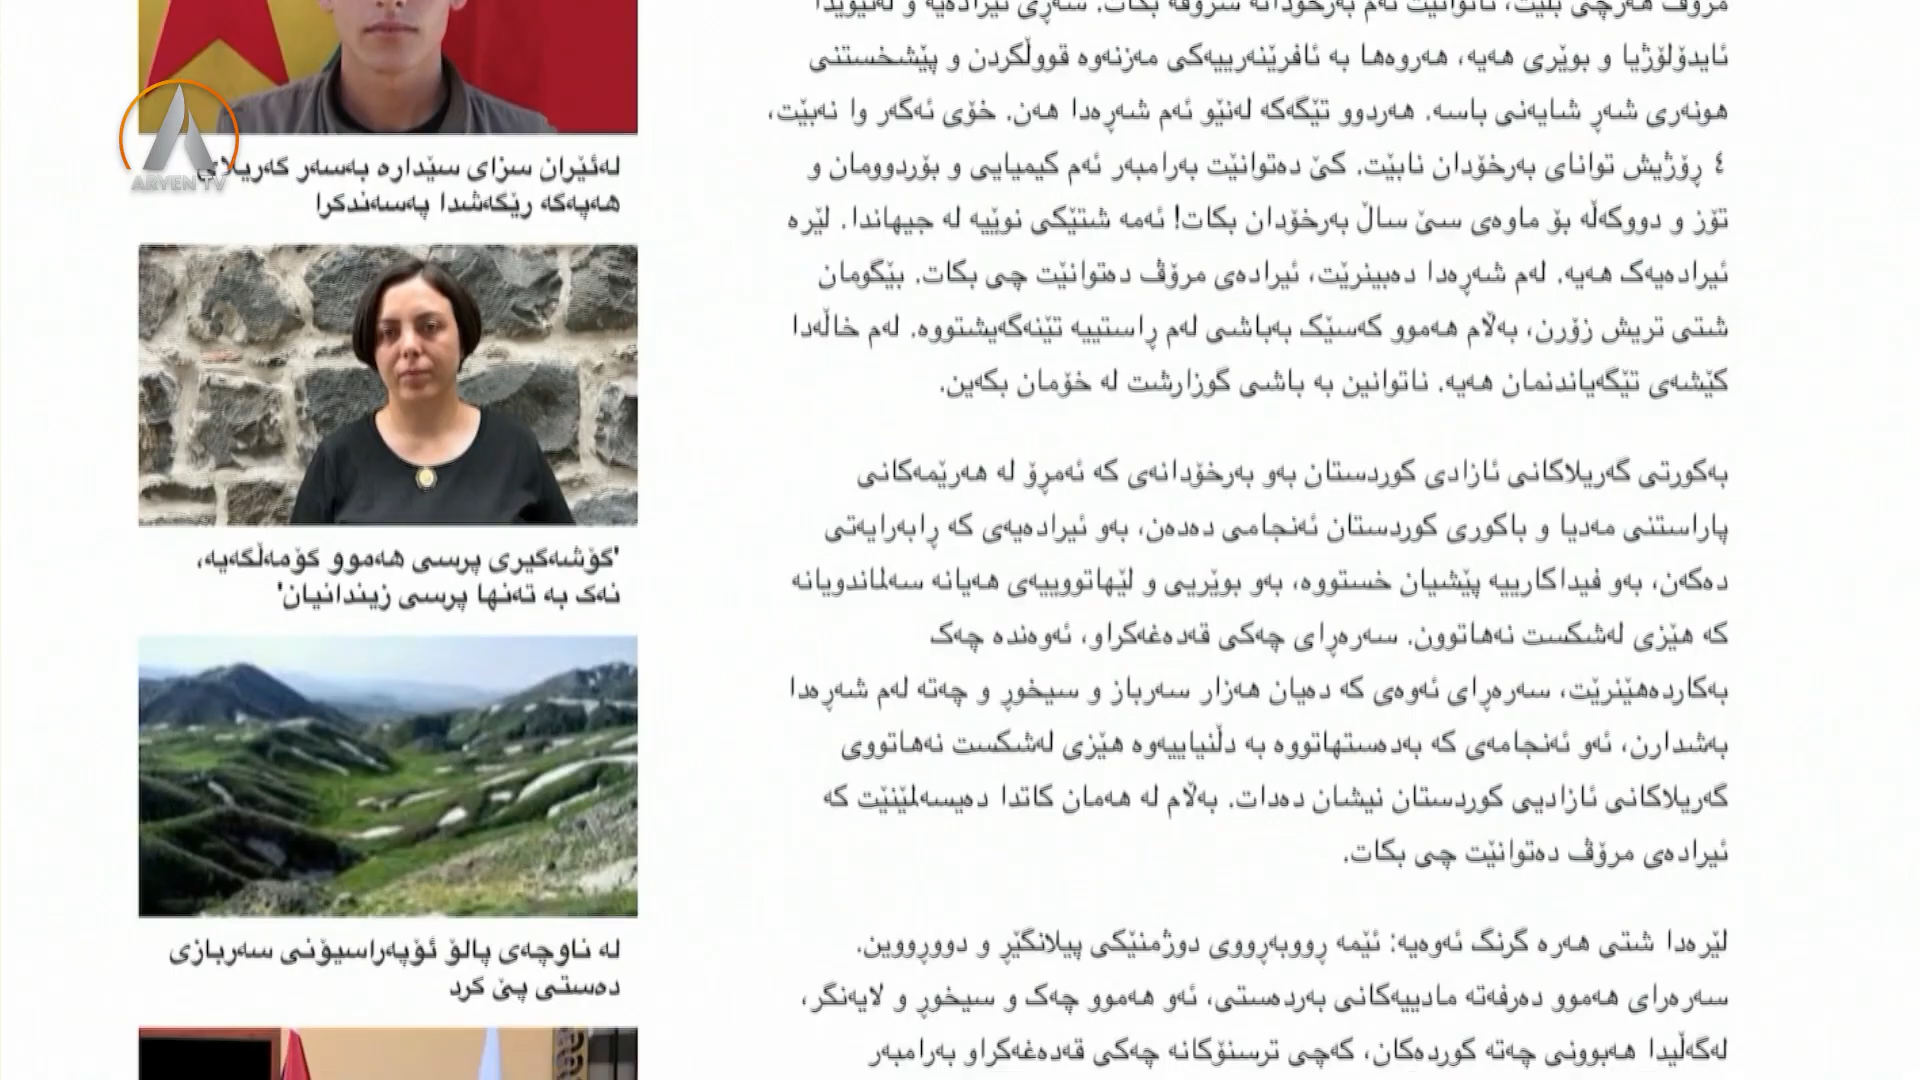 ئایدۆلۆژیا و بوێری هەیە، هەروەها بە ئافرێنەرییەکی مەزنەوە قووڵکردن و پێشخستنی
هونەری شەڕ شایەنی باسە. هەردوو تێگەکە لەنێو ئەم شەڕەدا هەن. خۆی ئەگەر وا نەبێت،
٤ ڕۆژیش توانای بەرخۆدان نابێت. کێ دەتوانێت بەرامبەر ئەم کیمیایی و بۆردوومان و
تۆز و دووکەڵە بۆ ماوەی سێ ساڵ بەرخۆدان بکات! ئەمە شتێکی نوێیە لە جیهاندا. لێرە
ئیرادەیەک هەیە. لەم شەڕەدا دەبینرێت، ئیرادەی مرۆڤ دەتوانێت چی بکات. بێگومان
شتی تریش زۆرن، بەڵام هەموو کەسێک بەباشی لەم ڕاستییە تێنەگەیشتووە. لەم خاڵەدا
کێشەی تێگەیاندنمان هەیە. ناتوانین بە باشی گوزارشت لە خۆمان بکەین.
بەکورتی گەریلاکانی ئازادی کوردستان بەو بەرخۆدانەی کە ئەمڕۆ لە هەرێمەکانی
پاراستنی مەدیا و باکوری کوردستان ئەنجامی دەدەن، بەو ئیرادەیەی کە ڕابەرایەتی
دەکەن، بەو فیداکارییە پێشیان خستووە، بەو بوێریی و لێهاتووییەی هەیانە سەلماندویانە
کە هێزی لەشکست نەهاتوون. سەرەڕای چەکی قەدەغەکراو، ئەوەندە چەک
بەکاردەهێنرێت، سەرەڕای ئەوەی کە دەیان هەزار سەرباز و سیخوڕ و چەتە لەم شەڕەدا
بەشدارن، ئەو ئەنجامەی کە بەدەستهاتووە بە دڵنیاییەوە هێزی لەشکست نەهاتووی
گەریلاکانی ئازادیی کوردستان نیشان دەدات. بەڵام لە هەمان کاتدا دەیسەلمێنێت کە
ئیرادەی مرۆڤ دەتوانێت چی بکات.
لێرەدا شتی هەرە گرنگ ئەوەیە: ئێمە ڕووبەڕووی دوژمنێکی پیلانگێڕ و دووڕووین.
سەرەرای هەموو دەرفەتە مادییەکانی بەردەستی، ئەو هەموو چەک و سیخوڕ و لایەنگر،
لەگەڵیدا هەبوونی چەتە کوردەکان، کەچی ترسنۆکانە چەکی قەدەغەکراو بەرامبەر
ARYEN TV
لەئێران سزای سێدارە بەسەر گەریلای
هەپەگە رێگەشدا پەسەندکرا
'گۆشەگیری پرسی هەموو کۆمەڵگەیە،
نەک بە تەنها پرسی زیندانیان'
لە ناوچەی پالۆ ئۆپەراسیۆنی سەربازی
دەستی پێ کرد